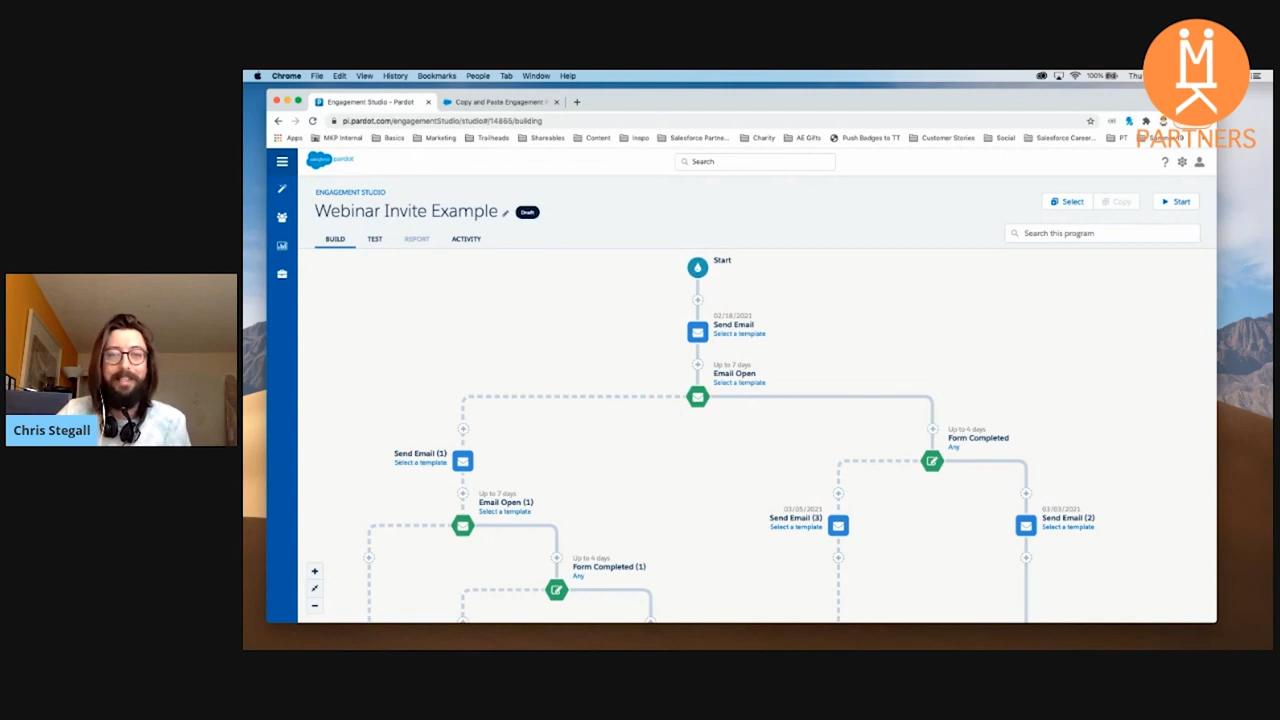 Chrome File Edit View History Bookmarks People Tab Window Help
100%
Thu
PARTNERS
Engagement Studio - Pardot
Copy and Paste Engagement
pi.pardot.com/engagementStudio/studio#/14865/building
Apps MKP Internal Basics Marketing Trailheads Shareables Content Inspo Salesforce Partne... Charity AE Gifts Push Badges to TT Customer Stories Social Salesforce Career... PT
salesforce pardot
Search
ENGAGEMENT STUDIO
Webinar Invite Example
Draft
Select
Copy
Start
BUILD TEST REPORT ACTIVITY
Search this program
Start
02/18/2021
Send Email
Select a template
Up to 7 days
Email Open
Select a template
Up to 4 days
Form Completed
Any
Send Email (1)
Select a template
Up to 7 days
Email Open (1)
Select a template
03/05/2021
Send Email (3)
Select a template
03/03/2021
Send Email (2)
Select a template
Up to 4 days
Form Completed (1)
Any
Chris Stegall